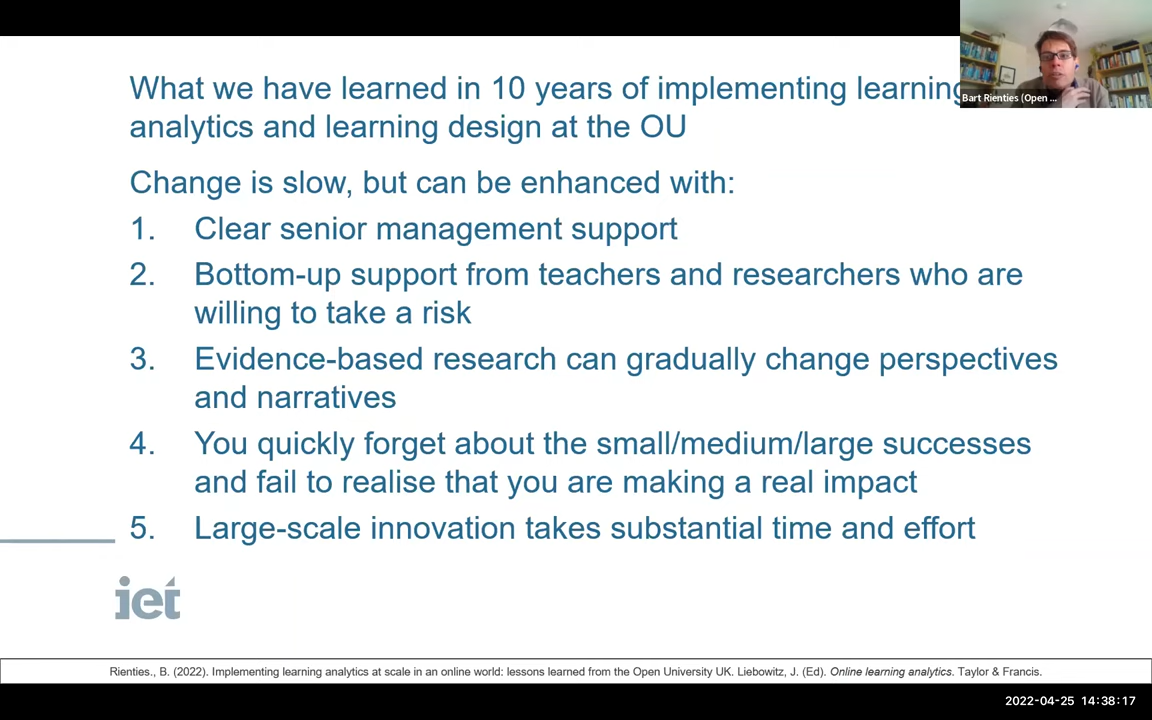 What we have learned in 10 years of implementing learning
analytics and learning design at the OU
Bart Rienties (Open ...
Change is slow, but can be enhanced with:
1. Clear senior management support
2. Bottom-up support from teachers and researchers who are
willing to take a risk
3. Evidence-based research can gradually change perspectives
and narratives
4. You quickly forget about the small/medium/large successes
and fail to realise that you are making a real impact
5. Large-scale innovation takes substantial time and effort
iet
Rienties., B. (2022). Implementing learning analytics at scale in an online world: lessons learned from the Open University UK. Liebowitz, J. (Ed). Online learning analytics. Taylor & Francis.
2022-04-25 14:38:17